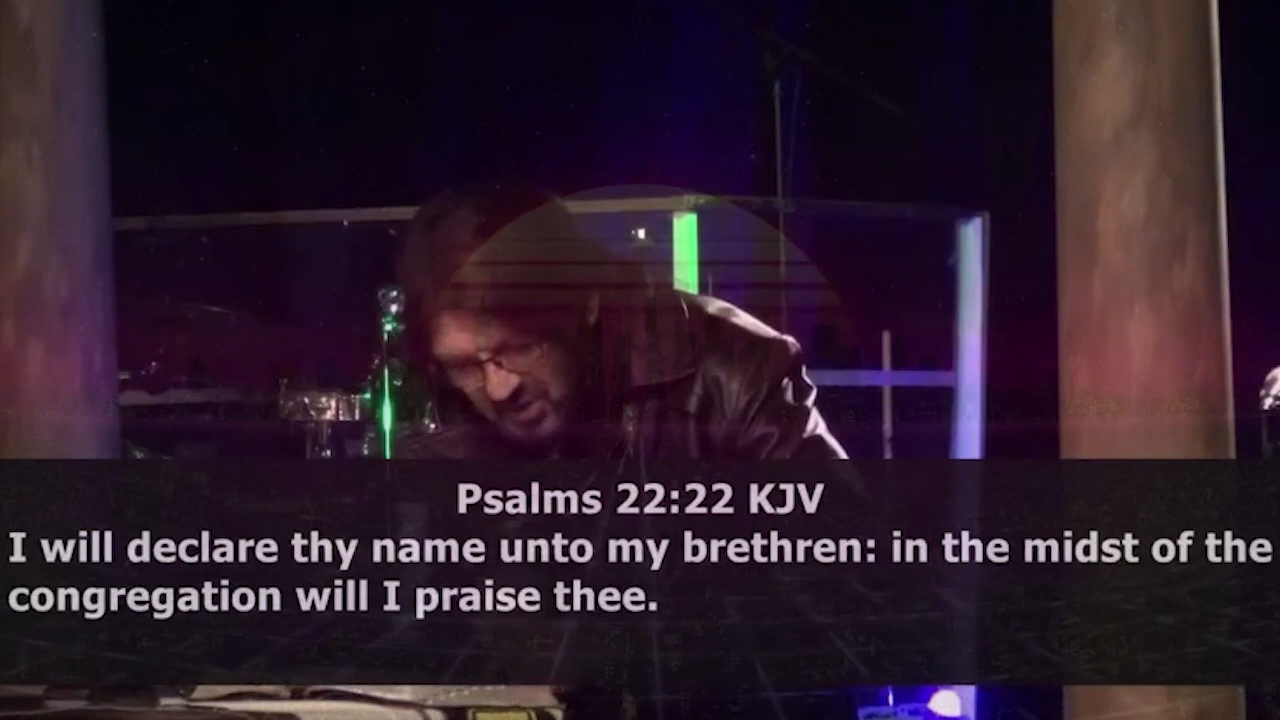 Psalms 22:22 KJV
I will declare thy name unto my brethren: in the midst of the
congregation will I praise thee.